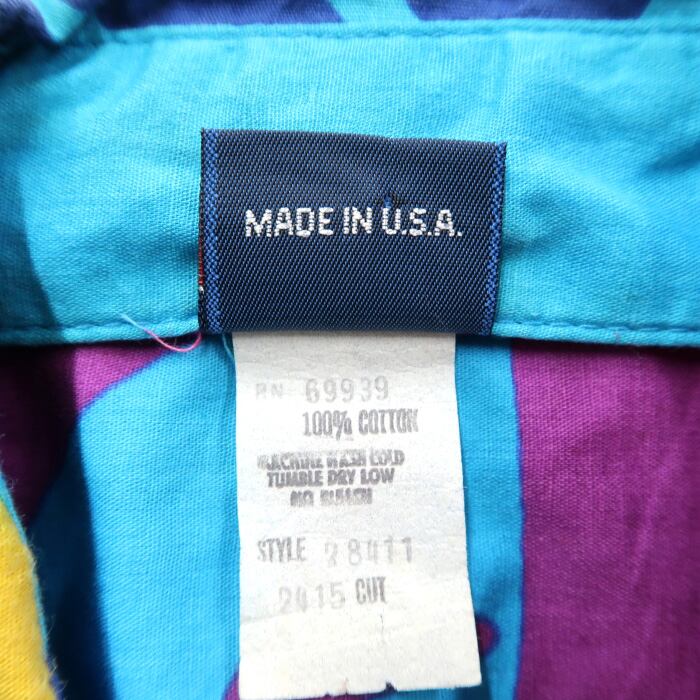 MADE IN U.S.A.
RN 69939
100% COTTON
MACHINE WASH COLD
TUMBLE DRY LOW
NO BLEACH
STYLE 28411
2415 CUT